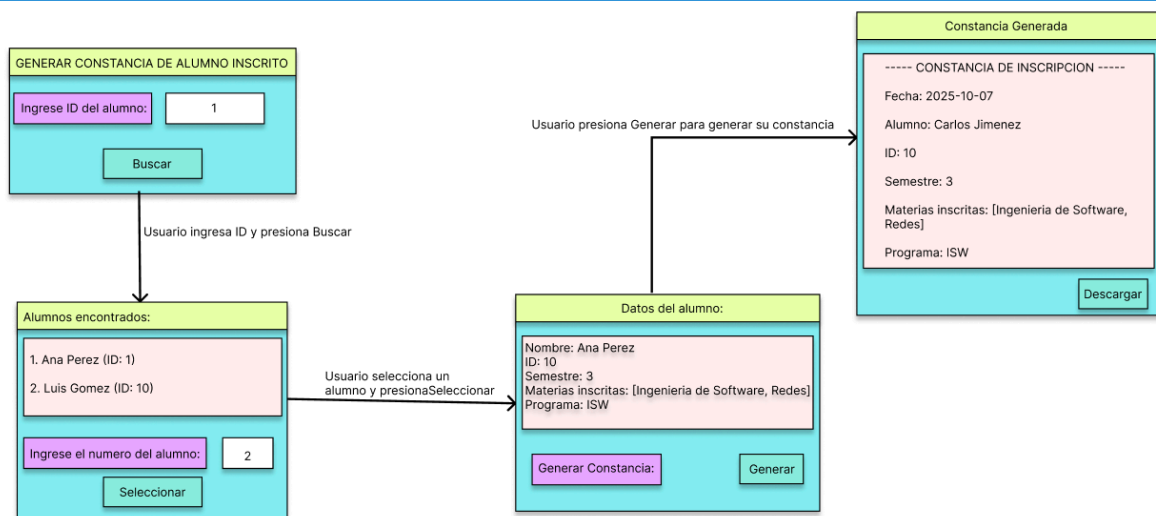 GENERAR CONSTANCIA DE ALUMNO INSCRITO
Ingrese ID del alumno:
1
Buscar
Usuario ingresa ID y presiona Buscar
Alumnos encontrados:
1. Ana Perez (ID: 1)
2. Luis Gomez (ID: 10)
Ingrese el numero del alumno:
2
Seleccionar
Usuario selecciona un
alumno y presionaSeleccionar
Datos del alumno:
Nombre: Ana Perez
ID: 10
Semestre: 3
Materias inscritas: [Ingenieria de Software, Redes]
Programa: ISW
Generar Constancia:
Generar
Usuario presiona Generar para generar su constancia
Constancia Generada
----- CONSTANCIA DE INSCRIPCION -----
Fecha: 2025-10-07
Alumno: Carlos Jimenez
ID: 10
Semestre: 3
Materias inscritas: [Ingenieria de Software,
Redes]
Programa: ISW
Descargar